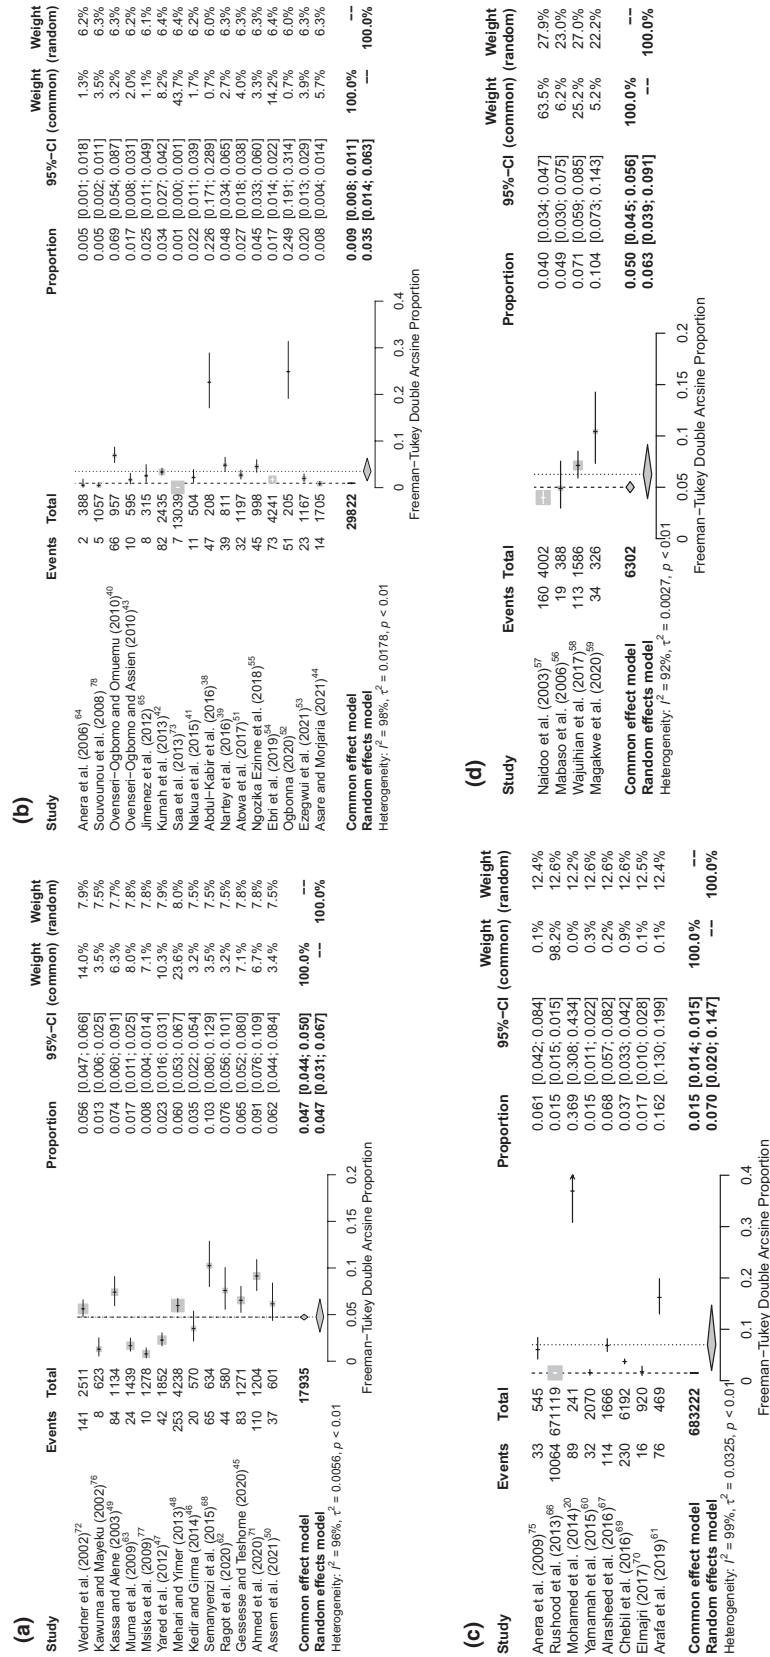 (a)
Study Events Total Proportion 95%−CI Weight (common) Weight (random)
Wedner et al. (2002)72 141 2511 0.056 [0.047; 0.066] 14.0% 7.9%
Kawuma and Mayeku (2002)76 8 623 0.013 [0.006; 0.025] 3.5% 7.5%
Kassa and Alene (2003)49 84 1134 0.074 [0.060; 0.091] 6.3% 7.7%
Muma et al. (2009)63 24 1439 0.017 [0.011; 0.025] 8.0% 7.8%
Msiska et al. (2009)77 10 1278 0.008 [0.004; 0.014] 7.1% 7.8%
Yared et al. (2012)47 42 1852 0.023 [0.016; 0.031] 10.3% 7.9%
Mehari and Yimer (2013)48 253 4238 0.060 [0.053; 0.067] 23.6% 8.0%
Kedir and Girma (2014)46 20 570 0.035 [0.022; 0.054] 3.2% 7.5%
Semanyenzi et al. (2015)68 65 634 0.103 [0.080; 0.129] 3.5% 7.5%
Ragot et al. (2020)62 44 580 0.076 [0.056; 0.101] 3.2% 7.5%
Gessesse and Teshome (2020)45 83 1271 0.065 [0.052; 0.080] 7.1% 7.8%
Ahmed et al. (2020)71 110 1204 0.091 [0.076; 0.109] 6.7% 7.8%
Assem et al. (2021)50 37 601 0.062 [0.044; 0.084] 3.4% 7.5%
Common effect model 17935 0.047 [0.044; 0.050] 100.0% −−
Random effects model 0.047 [0.031; 0.067] −− 100.0%
Heterogeneity: I2 = 96%, τ2 = 0.0056, p < 0.01
0 0.05 0.1 0.15 0.2
Freeman−Tukey Double Arcsine Proportion
(b)
Study Events Total Proportion 95%−CI Weight (common) Weight (random)
Anera et al. (2006) 64 2 388 0.005 [0.001; 0.018] 1.3% 6.2%
Souvounou et al. (2008)78 5 1057 0.005 [0.002; 0.011] 3.5% 6.3%
Ovenseri−Ogbomo and Omuemu (2010)40 66 957 0.069 [0.054; 0.087] 3.2% 6.3%
Ovenseri−Ogbomo and Assien (2010)43 10 595 0.017 [0.008; 0.031] 2.0% 6.2%
Jimenez et al. (2012)65 8 315 0.025 [0.011; 0.049] 1.1% 6.1%
Kumah et al. (2013)42 82 2435 0.034 [0.027; 0.042] 8.2% 6.4%
Saa et al. (2013)73 7 13039 0.001 [0.000; 0.001] 43.7% 6.4%
Nakua et al. (2015)41 11 504 0.022 [0.011; 0.039] 1.7% 6.2%
Abdul−Kabir et al. (2016)38 47 208 0.226 [0.171; 0.289] 0.7% 6.0%
Nartey et al. (2016)39 39 811 0.048 [0.034; 0.065] 2.7% 6.3%
Atowa et al. (2017)51 32 1197 0.027 [0.018; 0.038] 4.0% 6.3%
Ngozika Ezinne et al. (2018)55 45 998 0.045 [0.033; 0.060] 3.3% 6.3%
Ebri et al. (2019)54 73 4241 0.017 [0.014; 0.022] 14.2% 6.4%
Ogbonna (2020)52 51 205 0.249 [0.191; 0.314] 0.7% 6.0%
Ezegwui et al. (2021)53 23 1167 0.020 [0.013; 0.029] 3.9% 6.3%
Asare and Morjaria (2021)44 14 1705 0.008 [0.004; 0.014] 5.7% 6.3%
Common effect model 29822 0.009 [0.008; 0.011] 100.0% −−
Random effects model 0.035 [0.014; 0.063] −− 100.0%
Heterogeneity: I2 = 98%, τ2 = 0.0178, p < 0.01
0 0.1 0.2 0.3 0.4
Freeman−Tukey Double Arcsine Proportion
(c)
Study Events Total Proportion 95%−CI Weight (common) Weight (random)
Anera et al. (2009)75 33 545 0.061 [0.042; 0.084] 0.1% 12.4%
Rushood et al. (2013)66 10064 671119 0.015 [0.015; 0.015] 98.2% 12.6%
Mohamed et al. (2014)20 89 241 0.369 [0.308; 0.434] 0.0% 12.2%
Yamamah et al. (2015)60 32 2070 0.015 [0.011; 0.022] 0.3% 12.6%
Alrasheed et al. (2016)67 114 1666 0.068 [0.057; 0.082] 0.2% 12.6%
Chebil et al. (2016)69 230 6192 0.037 [0.033; 0.042] 0.9% 12.6%
Elmajri (2017)70 16 920 0.017 [0.010; 0.028] 0.1% 12.5%
Arafa et al. (2019)61 76 469 0.162 [0.130; 0.199] 0.1% 12.4%
Common effect model 683222 0.015 [0.014; 0.015] 100.0% −−
Random effects model 0.070 [0.020; 0.147] −− 100.0%
Heterogeneity: I2 = 99%, τ2 = 0.0325, p < 0.01
0 0.1 0.2 0.3 0.4
Freeman−Tukey Double Arcsine Proportion
(d)
Study Events Total Proportion 95%−CI Weight (common) Weight (random)
Naidoo et al. (2003)57 160 4002 0.040 [0.034; 0.047] 63.5% 27.9%
Mabaso et al. (2006)56 19 388 0.049 [0.030; 0.075] 6.2% 23.0%
Wajuihian et al. (2017)58 113 1586 0.071 [0.059; 0.085] 25.2% 27.0%
Magakwe et al. (2020)59 34 326 0.104 [0.073; 0.143] 5.2% 22.2%
Common effect model 6302 0.050 [0.045; 0.056] 100.0% −−
Random effects model 0.063 [0.039; 0.091] −− 100.0%
Heterogeneity: I2 = 92%, τ2 = 0.0027, p < 0.01
0 0.05 0.1 0.15 0.2
Freeman−Tukey Double Arcsine Proportion